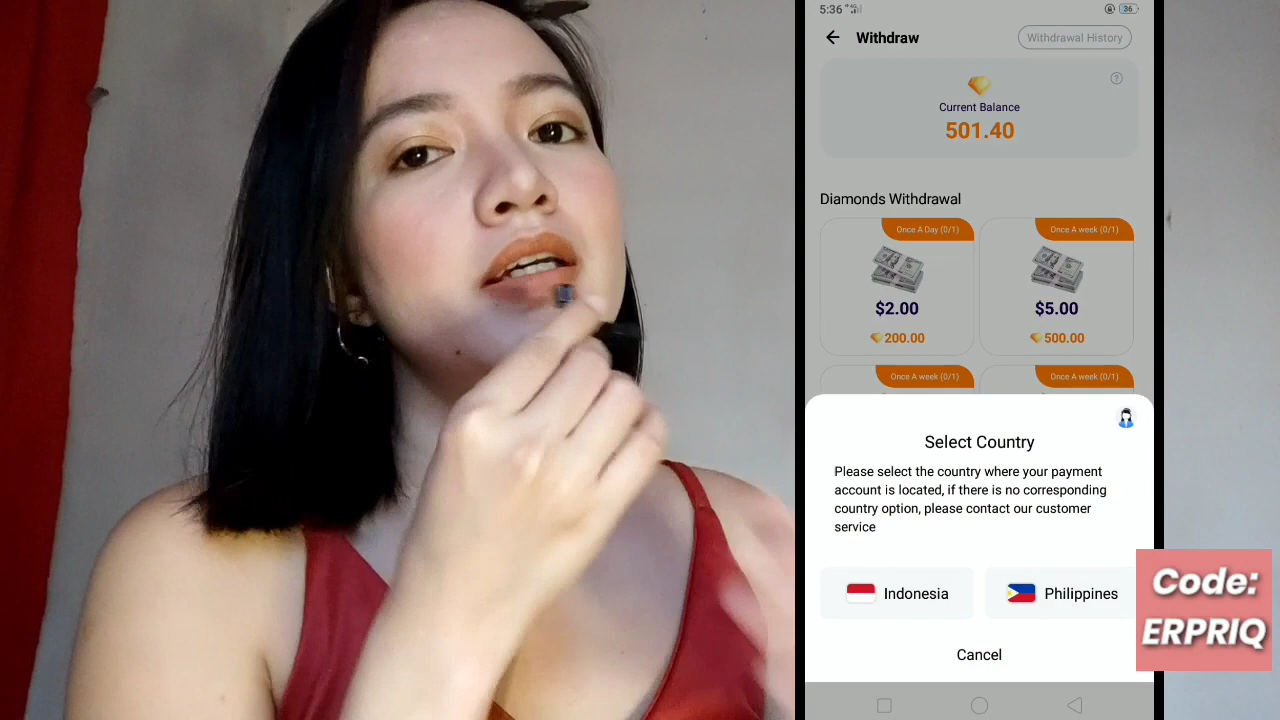 5:36
36
Withdraw
Withdrawal History
?
Current Balance
501.40
Diamonds Withdrawal
Once A Day (0/1)
Once A week (0/1)
$2.00
$5.00
200.00
500.00
Once A week (0/1)
Once A week (0/1)
Select Country
Please select the country where your payment
account is located, if there is no corresponding
country option, please contact our customer
service
Indonesia
Philippines
Cancel
Code:
ERPRIQ